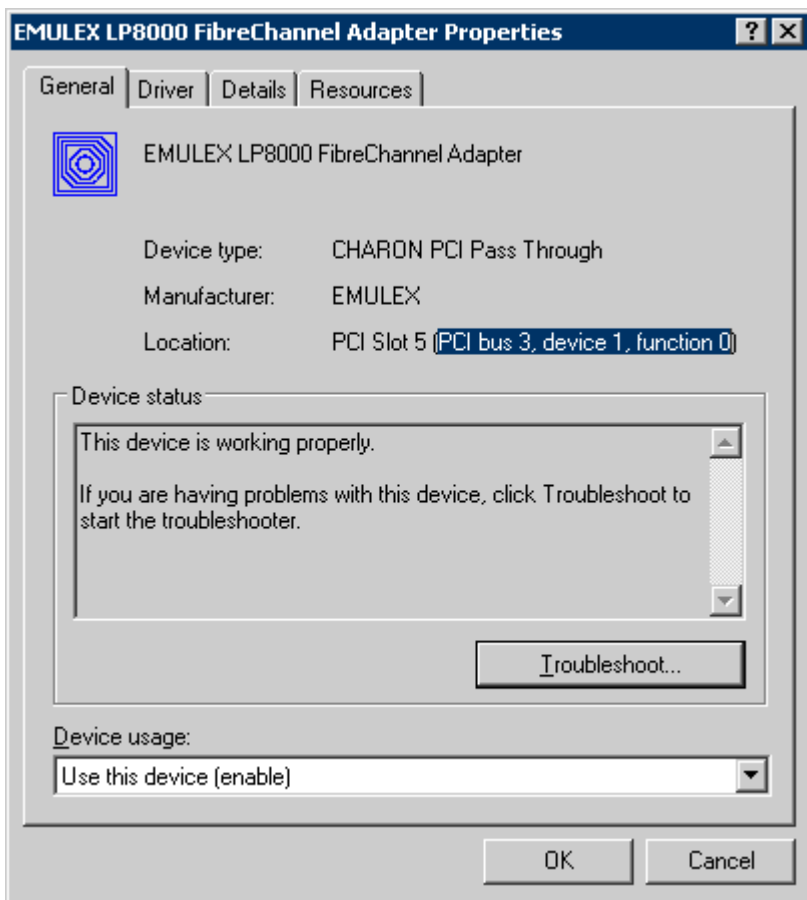 EMULEX LP8000 FibreChannel Adapter Properties
General Driver Details Resources
EMULEX LP8000 FibreChannel Adapter
Device type: CHARON PCI Pass Through
Manufacturer: EMULEX
Location: PCI Slot 5 (PCI bus 3, device 1, function 0)
Device status
This device is working properly.
If you are having problems with this device, click Troubleshoot to
start the troubleshooter.
Troubleshoot...
Device usage:
Use this device (enable)
OK Cancel